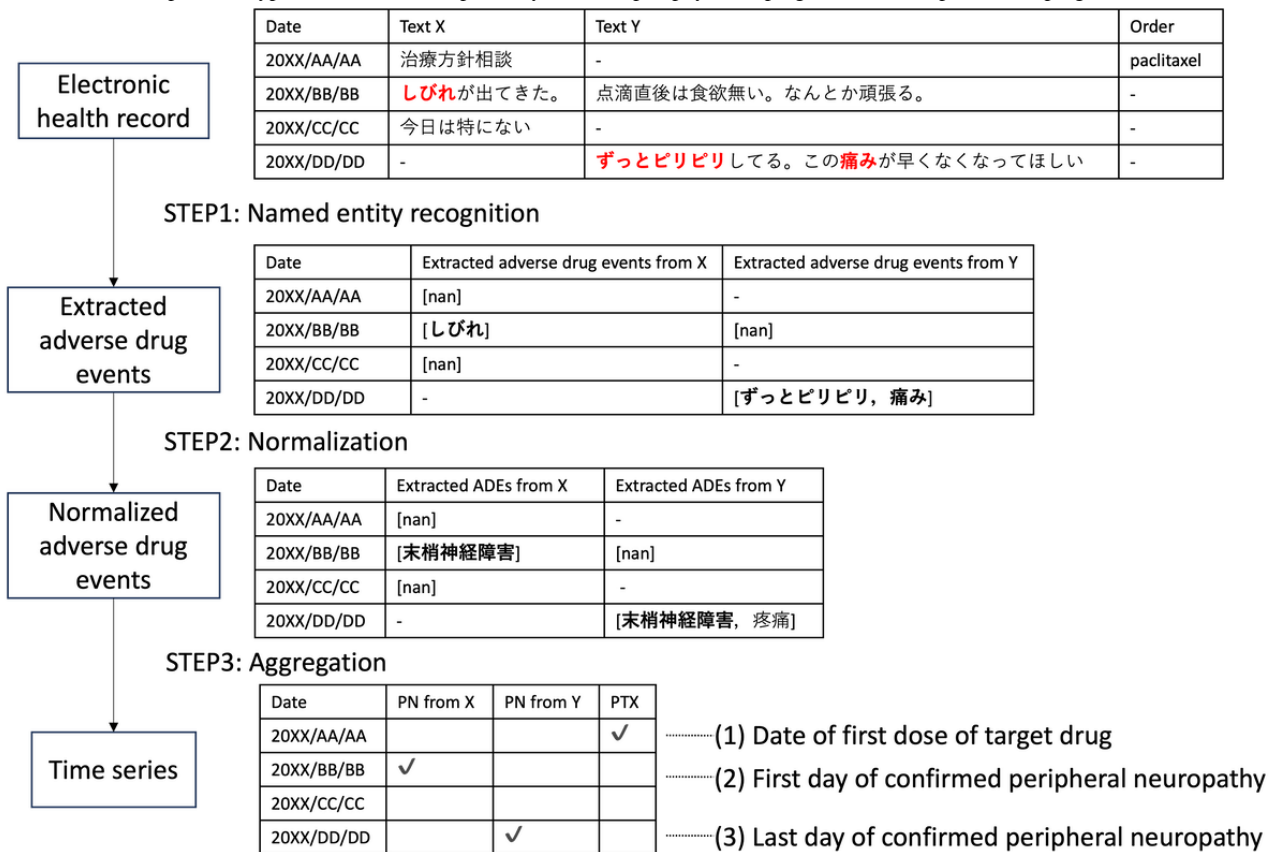 Date Text X Text Y Order
20XX/AA/AA 治療方針相談 - paclitaxel
20XX/BB/BB しびれが出てきた。 点滴直後は食欲無い。なんとか頑張る。 -
20XX/CC/CC 今日は特にない - -
20XX/DD/DD - ずっとピリピリしてる。この痛みが早くなくなってほしい -
Electronic
health record
STEP1: Named entity recognition
Date Extracted adverse drug events from X Extracted adverse drug events from Y
20XX/AA/AA [nan] -
20XX/BB/BB [しびれ] [nan]
20XX/CC/CC [nan] -
20XX/DD/DD - [ずっとピリピリ，痛み]
Extracted
adverse drug
events
STEP2: Normalization
Date Extracted ADEs from X Extracted ADEs from Y
20XX/AA/AA [nan] -
20XX/BB/BB [末梢神経障害] [nan]
20XX/CC/CC [nan] -
20XX/DD/DD - [末梢神経障害，疼痛]
Normalized
adverse drug
events
STEP3: Aggregation
Date PN from X PN from Y PTX
20XX/AA/AA ✓ (1) Date of first dose of target drug
20XX/BB/BB ✓ (2) First day of confirmed peripheral neuropathy
20XX/CC/CC
20XX/DD/DD ✓ (3) Last day of confirmed peripheral neuropathy
Time series